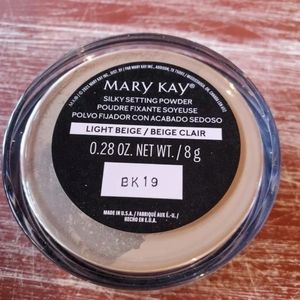 MARY KAY®
SILKY SETTING POWDER
POUDRE FIXANTE SOYEUSE
POLVO FIJADOR CON ACABADO SEDOSO
LIGHT BEIGE / BEIGE CLAIR
0.28 OZ. NET WT. / 8 g
BK19
MADE IN U.S.A. / FABRIQUÉ AUX É.-U. /
HECHO EN E.U.A.